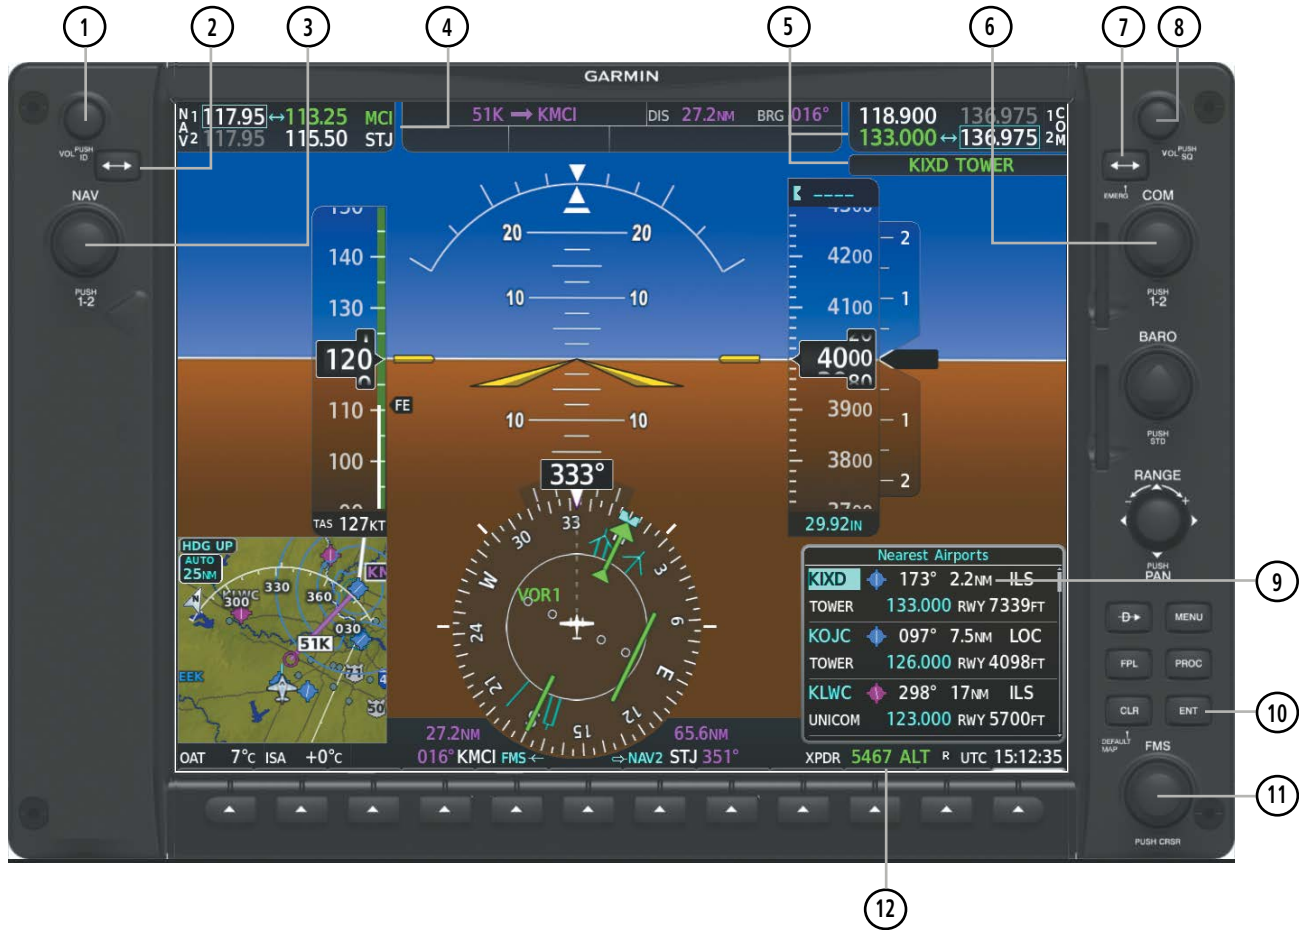 1 2 3 4 5 6 7 8
GARMIN
NAV 1 117.95 ↔ 113.25 MCI
2 117.95 115.50 STJ
51K → KMCI DIS 27.2NM BRG 016°
118.900 136.975 1 COM
133.000 ↔ 136.975 2
KIXD TOWER
VOL PUSH ID
NAV
PUSH 1-2
VOL PUSH SQ
EMERG
COM
PUSH 1-2
BARO
PUSH STD
RANGE
- +
PUSH PAN
MENU
FPL PROC
CLR ENT
DEFAULT MAP
FMS
PUSH CRSR
140
130
120
110
100
FE
TAS 127KT
20 20
10 10
10 10
----
4200
4100
4000
20
80
3900
3800
2
1
1
2
29.92IN
333°
33
3
6
E
12
15
21
24
W
30
VOR1
HDG UP
AUTO
25NM
300 330 360 030
KLWC
51K
EEK
71
50
Nearest Airports
KIXD 173° 2.2NM ILS
TOWER 133.000 RWY 7339FT
KOJC 097° 7.5NM LOC
TOWER 126.000 RWY 4098FT
KLWC 298° 17NM ILS
UNICOM 123.000 RWY 5700FT
27.2NM 65.6NM
016° KMCI FMS← ⇨NAV2 STJ 351°
OAT 7°C ISA +0°C
XPDR 5467 ALT R UTC 15:12:35
9
10
11
12